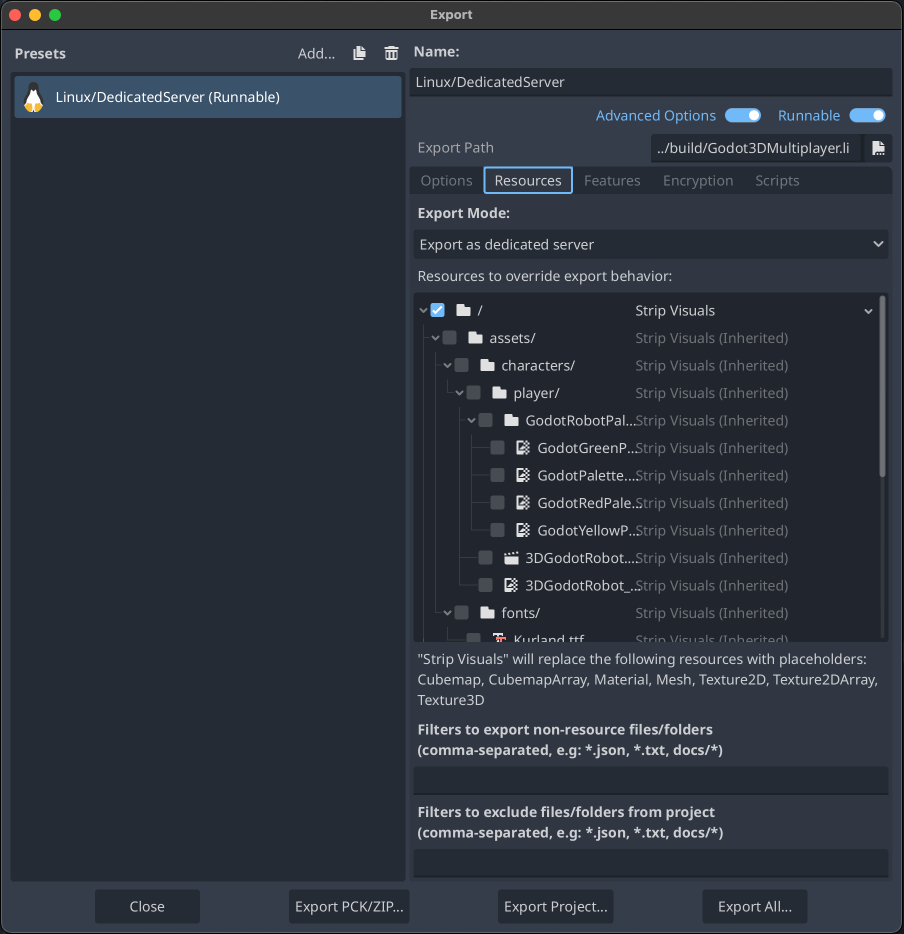 Export
Presets
Add...
Linux/DedicatedServer (Runnable)
Name:
Linux/DedicatedServer
Advanced Options
Runnable
Export Path
../build/Godot3DMultiplayer.li
Options
Resources
Features
Encryption
Scripts
Export Mode:
Export as dedicated server
Resources to override export behavior:
/ Strip Visuals
assets/ Strip Visuals (Inherited)
characters/ Strip Visuals (Inherited)
player/ Strip Visuals (Inherited)
GodotRobotPal... Strip Visuals (Inherited)
GodotGreenP... Strip Visuals (Inherited)
GodotPalette.... Strip Visuals (Inherited)
GodotRedPale... Strip Visuals (Inherited)
GodotYellowP... Strip Visuals (Inherited)
3DGodotRobot.... Strip Visuals (Inherited)
3DGodotRobot_... Strip Visuals (Inherited)
fonts/ Strip Visuals (Inherited)
Kurland.ttf Strip Visuals (Inherited)
"Strip Visuals" will replace the following resources with placeholders:
Cubemap, CubemapArray, Material, Mesh, Texture2D, Texture2DArray,
Texture3D
Filters to export non-resource files/folders
(comma-separated, e.g: *.json, *.txt, docs/*)
Filters to exclude files/folders from project
(comma-separated, e.g: *.json, *.txt, docs/*)
Close
Export PCK/ZIP...
Export Project...
Export All...